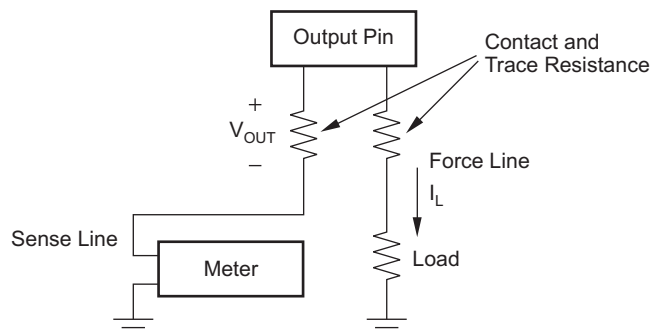 Output Pin
Contact and
Trace Resistance
+
V_OUT
–
Force Line
I_L
Sense Line
Meter
Load